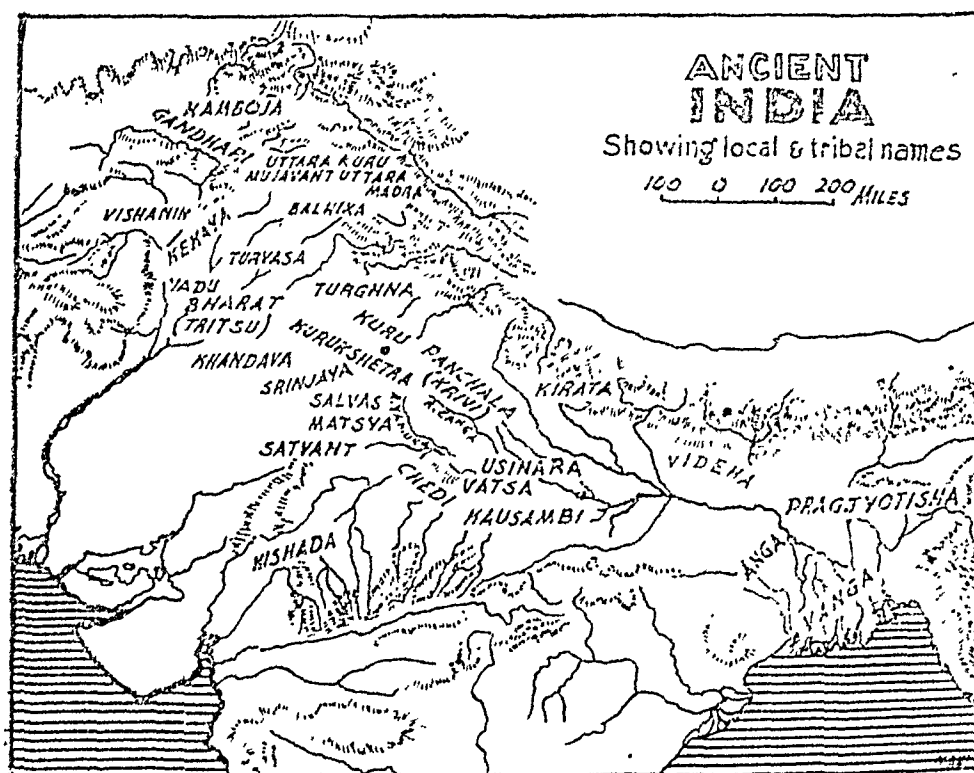 ANCIENT
INDIA
Showing local & tribal names
100 0 100 200 MILES
KAMBOJA
GANDHARI
UTTARA KURU
MUJAVANT UTTARA
MADRA
VISHANIN
BALHIKA
KEKAYA
TURVASA
YADU
BHARAT
(TRITSU)
TURGHNA
KURU
KURUKSHETRA
KHANDAVA
SRINJAYA
PANCHALA
(KRIVI)
KIRATA
SALVAS
MATSYA
R. GANGA
SATVANT
USINARA
VIDEHA
CHEDI
VATSA
KAUSAMBI
PRAGJYOTISHA
NISHADA
ANGA
VANGA